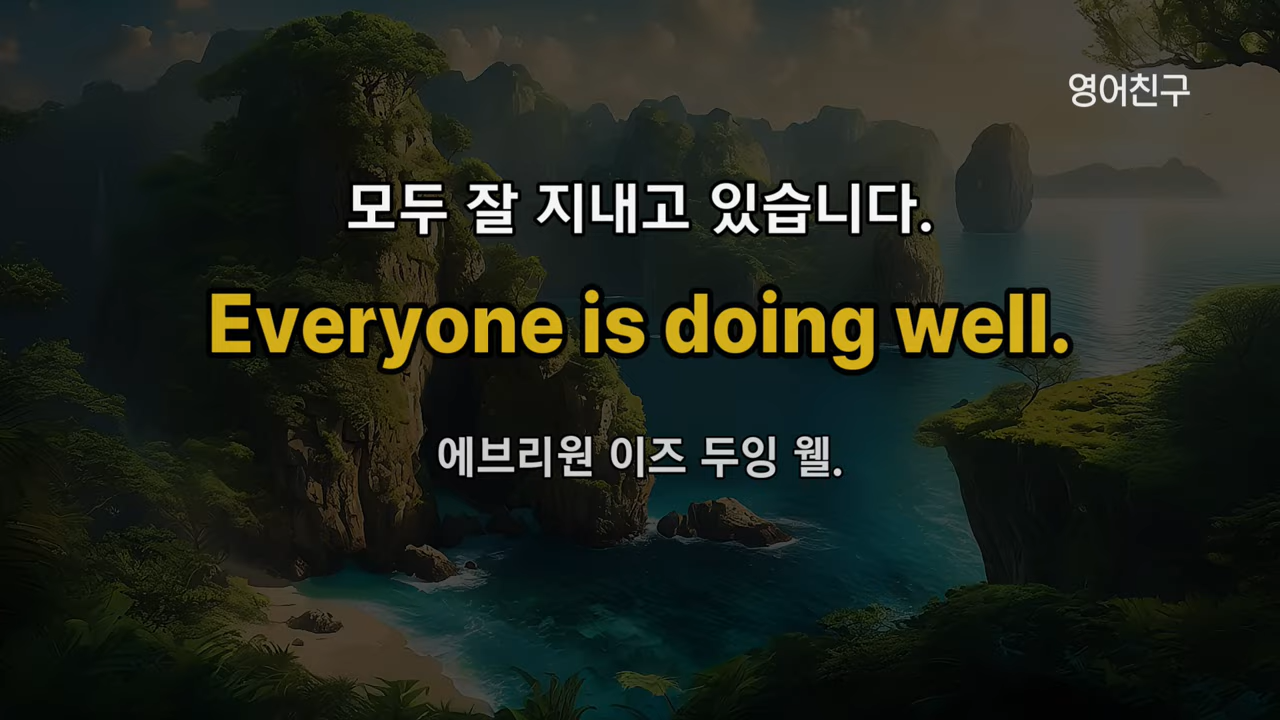 영어친구
모두 잘 지내고 있습니다.
Everyone is doing well.
에브리원 이즈 두잉 웰.